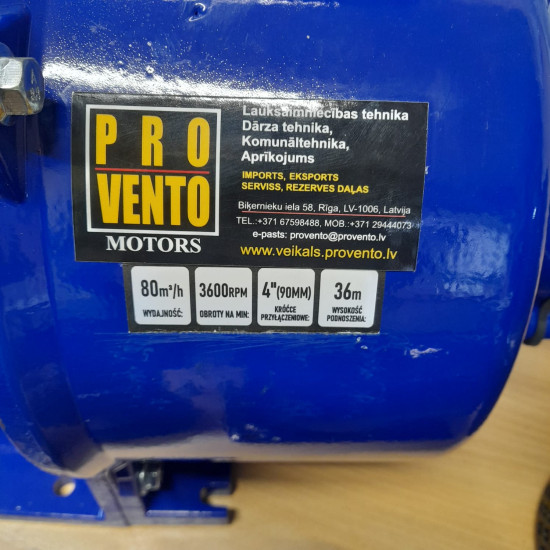 PRO
VENTO
MOTORS
Lauksaimniecības tehnika
Dārza tehnika,
Komunāltehnika,
Aprīkojums
IMPORTS, EKSPORTS
SERVISS, REZERVES DAĻAS
Biķernieku iela 58, Rīga, LV-1006, Latvija
TEL.:+371 67598488, MOB.:+371 29444073
e-pasts: provento@provento.lv
www.veikals.provento.lv
80m³/h
WYDAJNOŚĆ:
3600RPM
OBROTY NA MIN:
4"(90MM)
KRÓĆCE
PRZYŁĄCZENIOWE:
36m
WYSOKOŚĆ
PODNOSZENIA: